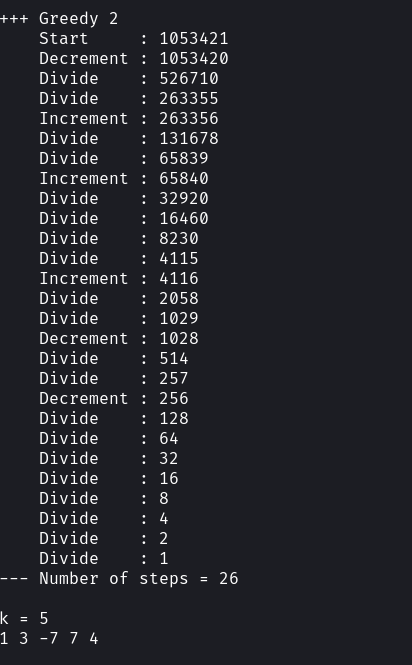 +++ Greedy 2
Start : 1053421
Decrement : 1053420
Divide : 526710
Divide : 263355
Increment : 263356
Divide : 131678
Divide : 65839
Increment : 65840
Divide : 32920
Divide : 16460
Divide : 8230
Divide : 4115
Increment : 4116
Divide : 2058
Divide : 1029
Decrement : 1028
Divide : 514
Divide : 257
Decrement : 256
Divide : 128
Divide : 64
Divide : 32
Divide : 16
Divide : 8
Divide : 4
Divide : 2
Divide : 1
--- Number of steps = 26
k = 5
1 3 -7 7 4